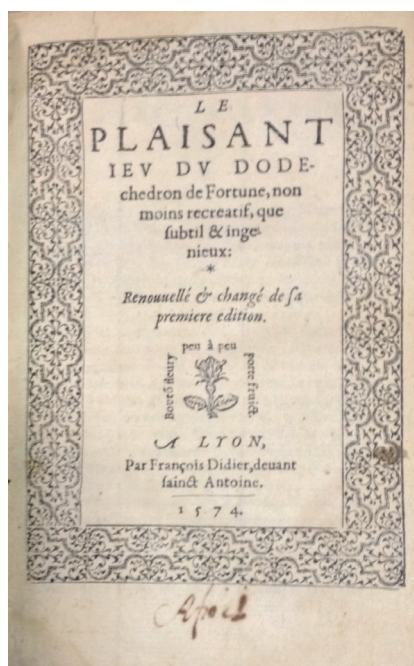 LE
PLAISANT
IEV DV DODE-
chedron de Fortune, non
moins recreatif, que
ſubtil & inge-
nieux:
*
Renouuellé & changé de ſa
premiere edition.
peu à peu
Boutõ fleury
porte fruict.
A LYON,
Par François Didier, deuant
ſainct Antoine.
1574.